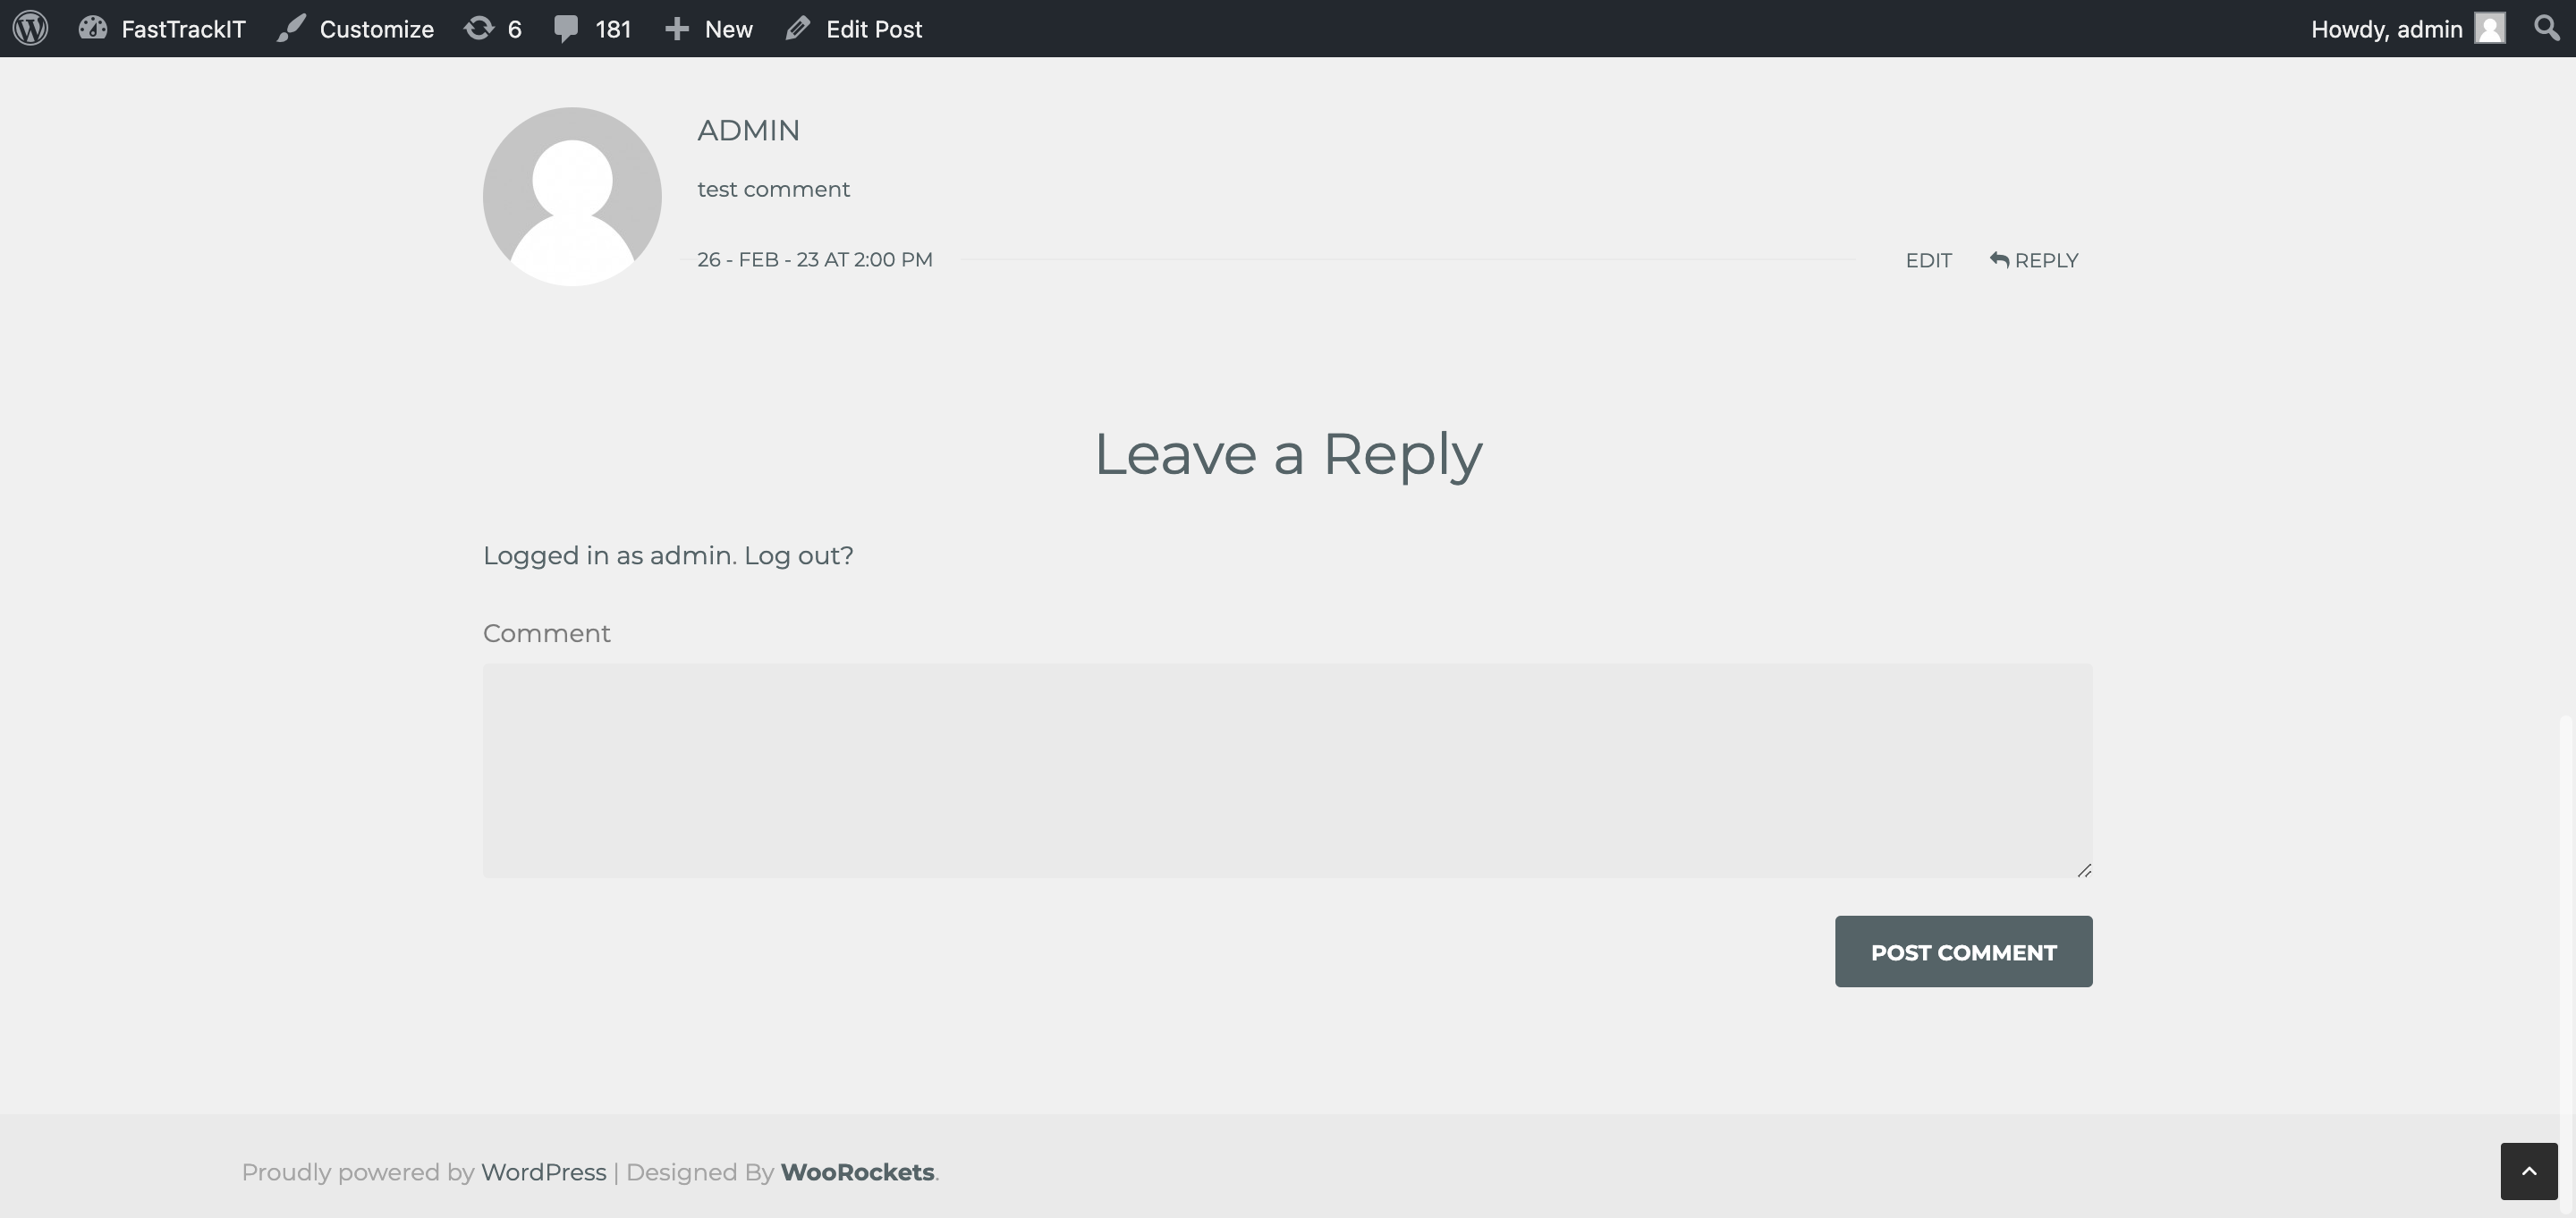 FastTrackIT Customize 6 181 New Edit Post Howdy, admin
ADMIN
test comment
26 - FEB - 23 AT 2:00 PM EDIT REPLY
Leave a Reply
Logged in as admin. Log out?
Comment
POST COMMENT
Proudly powered by WordPress | Designed By WooRockets.